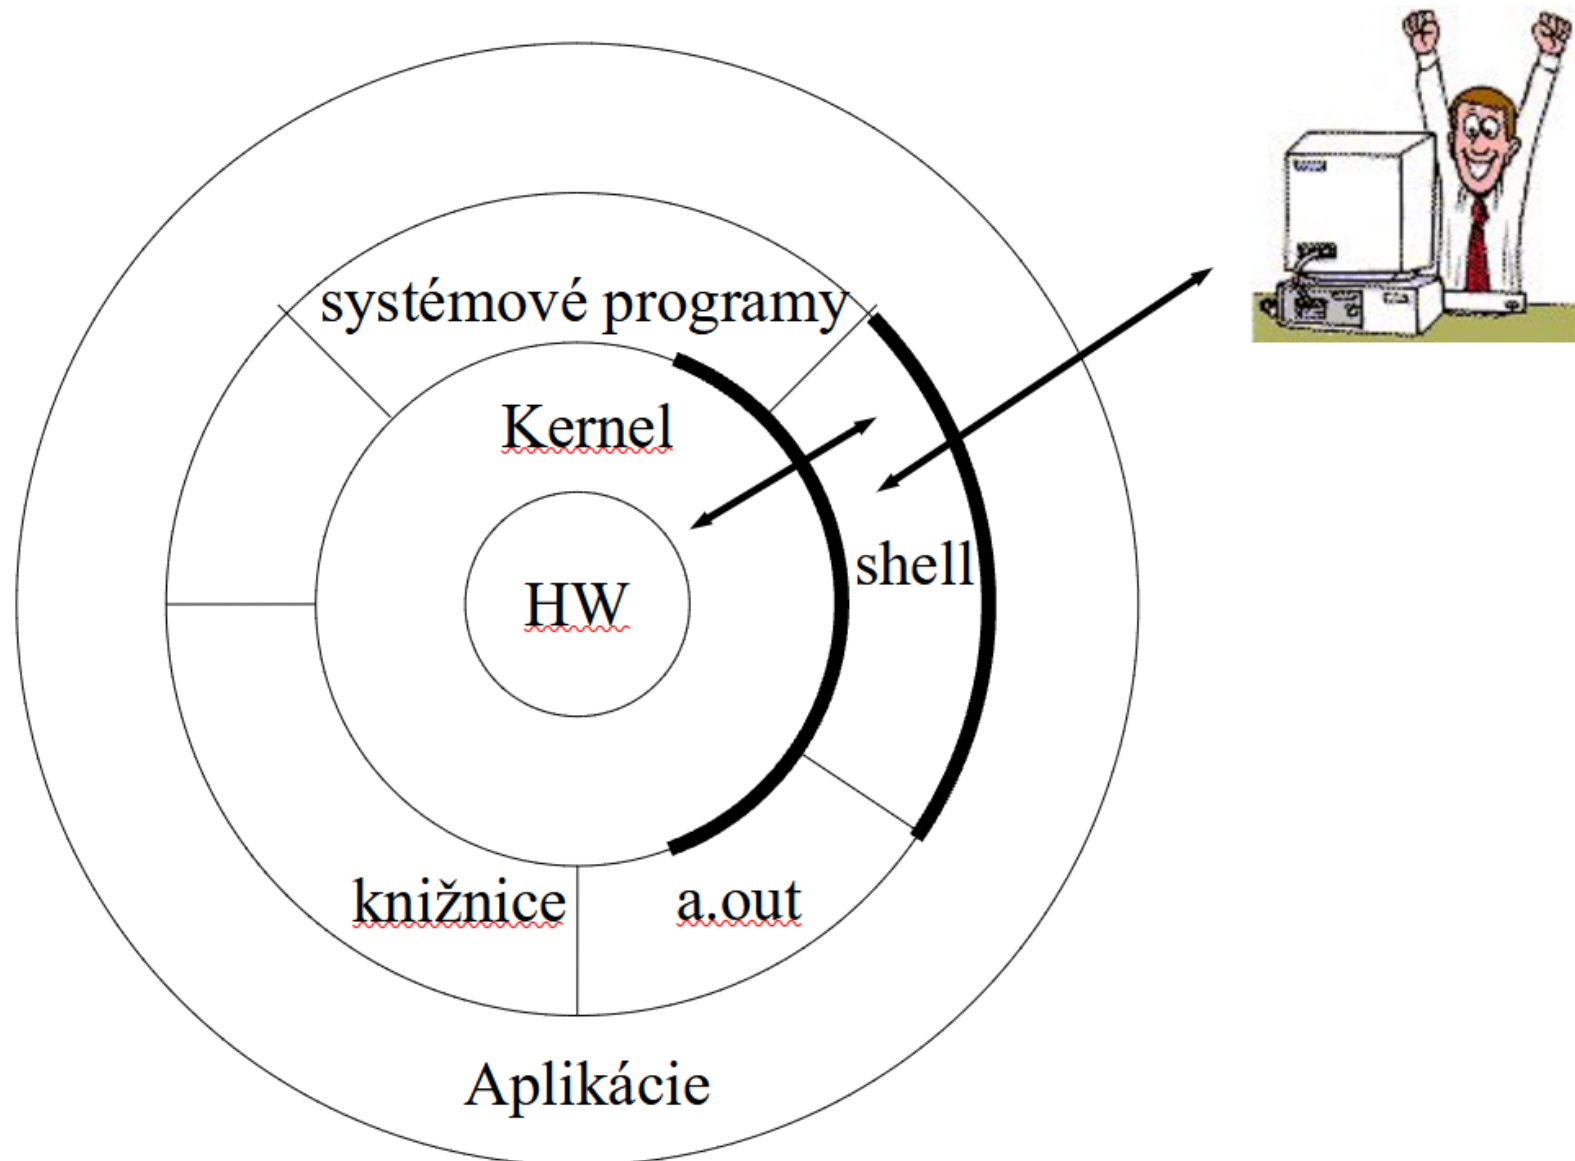 systémové programy
Kernel
HW
shell
knižnice
a.out
Aplikácie